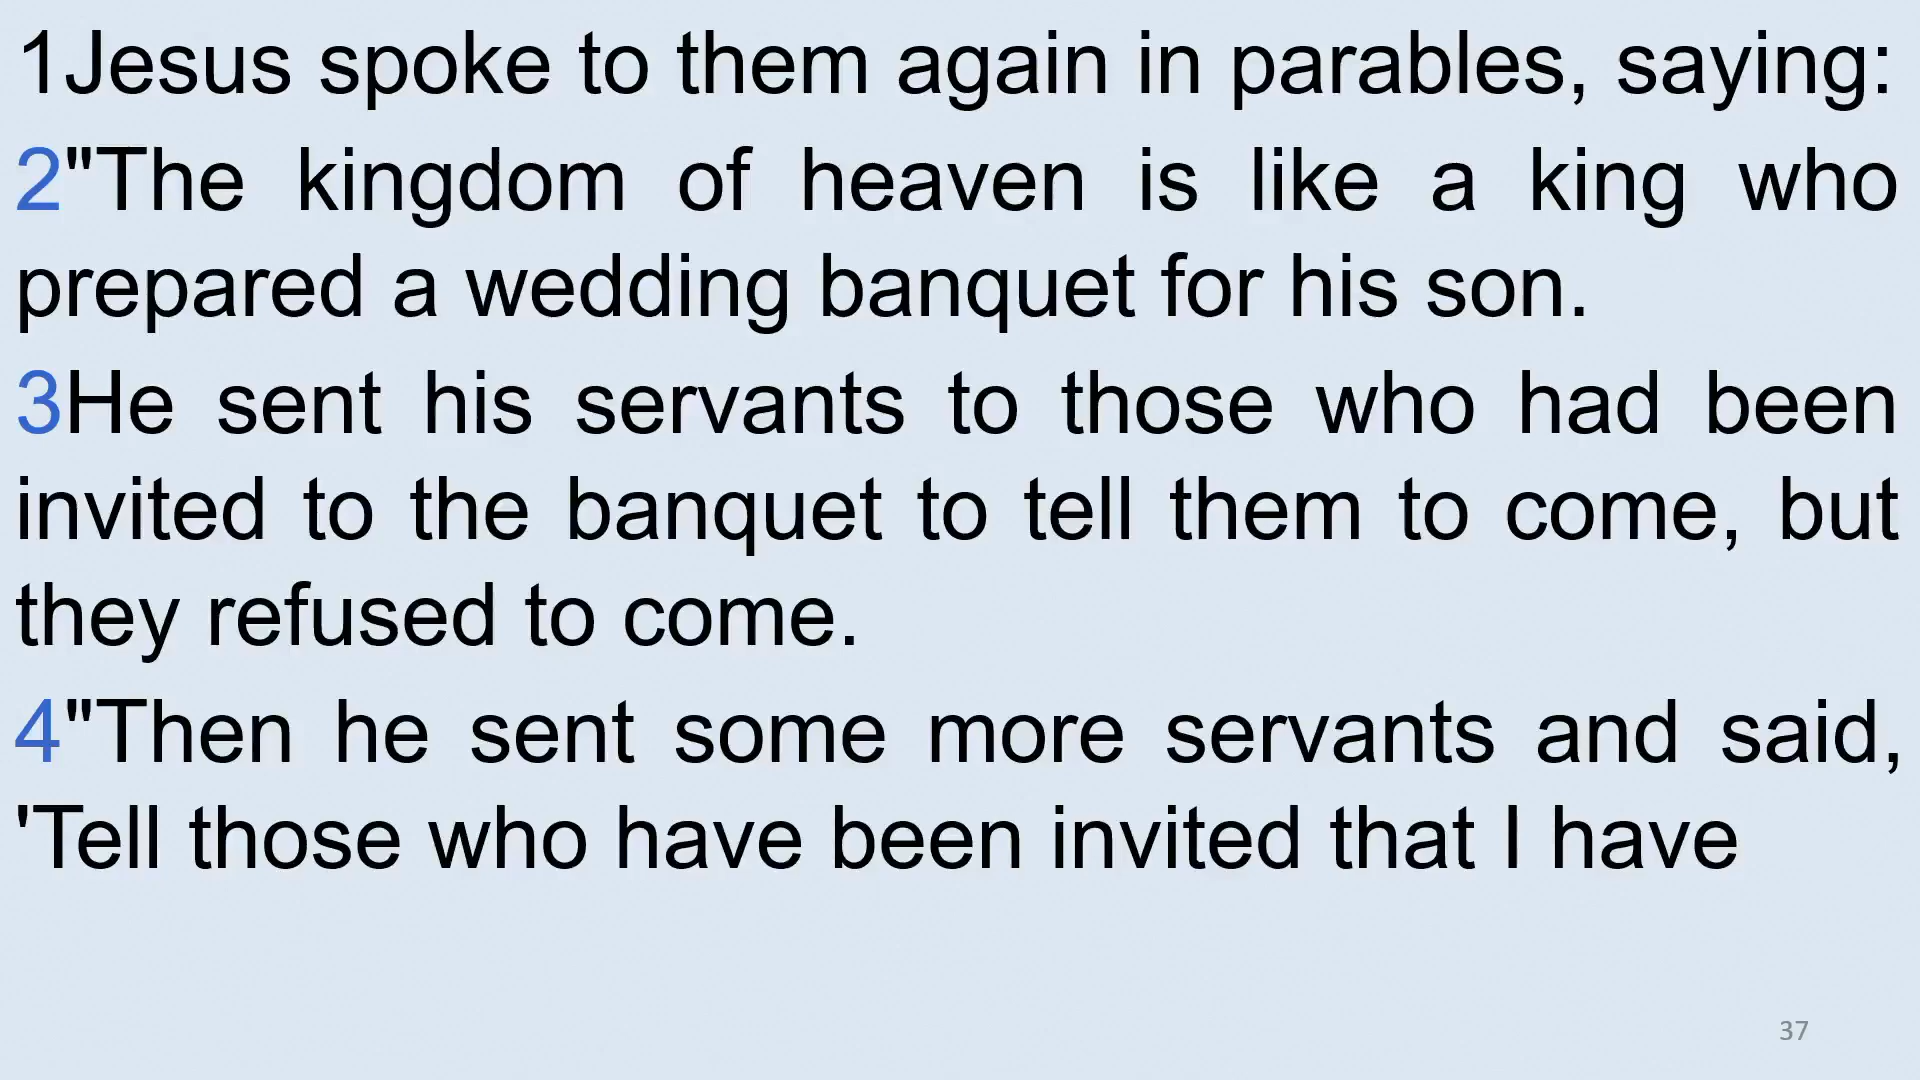 1Jesus spoke to them again in parables, saying:
2"The kingdom of heaven is like a king who
prepared a wedding banquet for his son.
3He sent his servants to those who had been
invited to the banquet to tell them to come, but
they refused to come.
4"Then he sent some more servants and said,
'Tell those who have been invited that I have
37